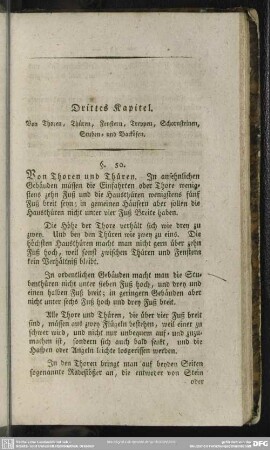 Drittes Kapitel.
Von Thoren, Thüren, Fenstern, Treppen, Schornsteinen,
Stuben- und Backöfen.
§. 50.
Von Thoren und Thüren. In ansehnlichen
Gebäuden müssen die Einfahrten oder Thore wenig-
stens zehn Fuß und die Hausthüren wenigstens fünf
Fuß breit seyn; in gemeinen Häusern aber sollen die
Hausthüren nicht unter vier Fuß Breite haben.
Die Höhe der Thore verhält sich wie drey zu
zwey. Und bey den Thüren wie zwey zu eins. Die
höchsten Hausthüren macht man nicht gern über zehn
Fuß hoch, weil sonst zwischen Thüren und Fenstern
kein Verhältniß bleibt.
In ordentlichen Gebäuden macht man die Stu-
benthüren nicht unter sieben Fuß hoch, und drey und
einen halben Fuß breit; in geringern Gebäuden aber
nicht unter sechs Fuß hoch und drey Fuß breit.
Alle Thore und Thüren, die über vier Fuß breit
sind, müssen aus zwey Flügeln bestehen, weil einer zu
schwer wird, und nicht nur unbequem auf- und zuzu-
machen ist, sondern sich auch bald senkt, und die
Haspen oder Angeln leichte losgerissen werden.
In den Thoren bringt man auf beyden Seiten
sogenannte Radestößer an, die entweder von Stein
oder
DFG